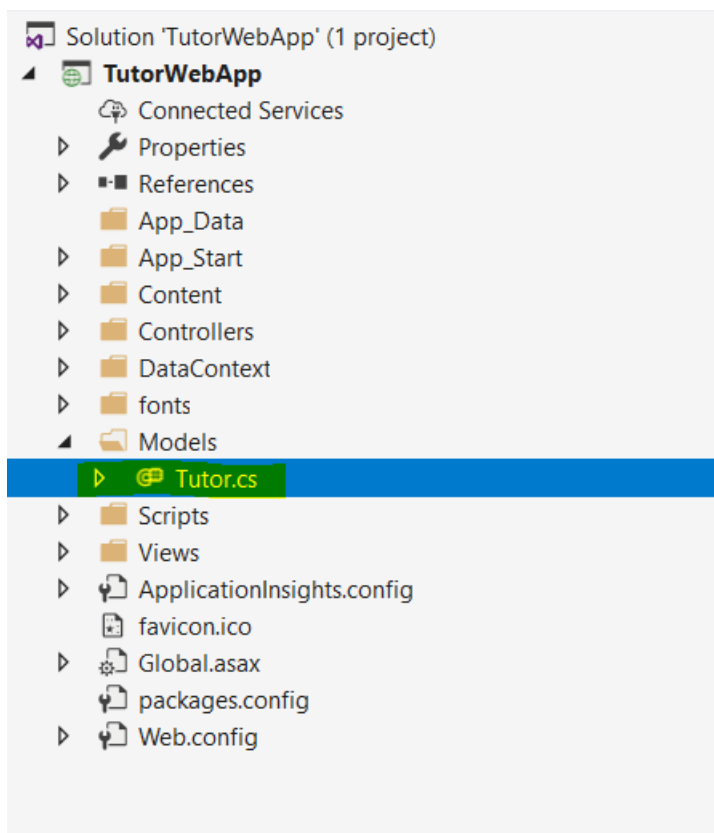 Solution 'TutorWebApp' (1 project)
TutorWebApp
Connected Services
Properties
References
App_Data
App_Start
Content
Controllers
DataContext
fonts
Models
Tutor.cs
Scripts
Views
ApplicationInsights.config
favicon.ico
Global.asax
packages.config
Web.config